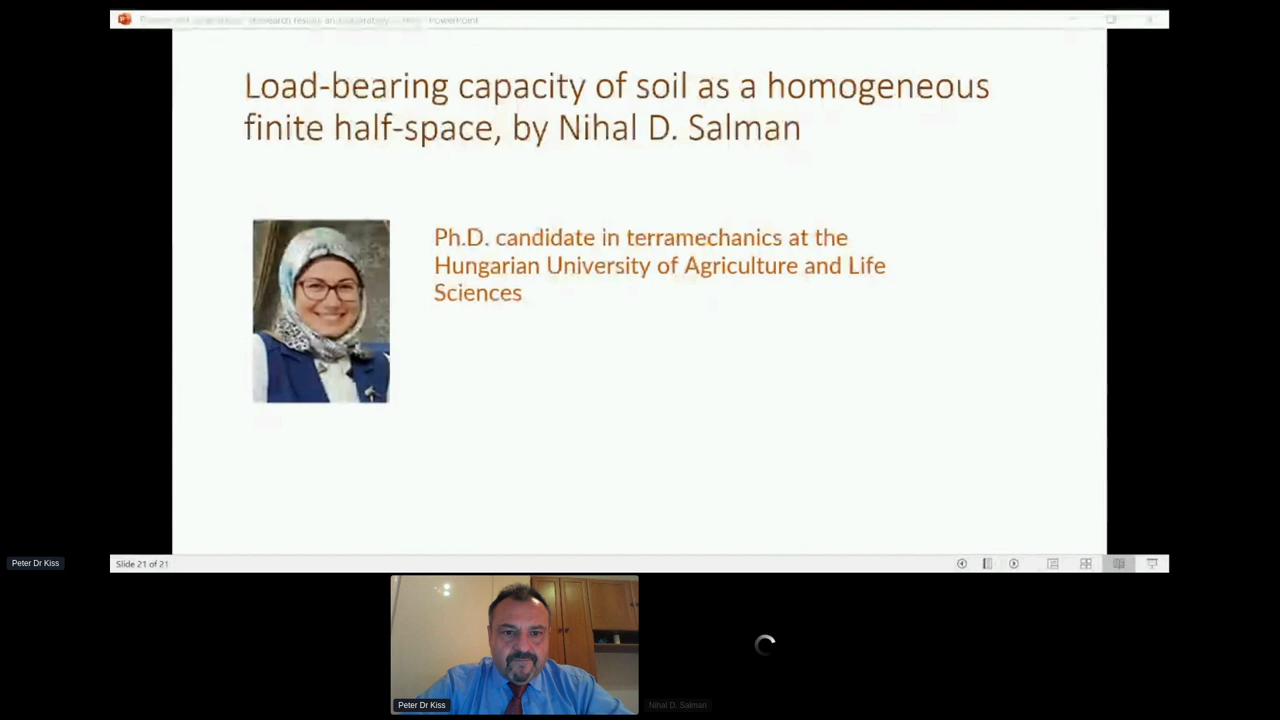 PowerPoint
Load-bearing capacity of soil as a homogeneous
finite half-space, by Nihal D. Salman
Ph.D. candidate in terramechanics at the
Hungarian University of Agriculture and Life
Sciences
Peter Dr Kiss
Slide 21 of 21
Peter Dr Kiss
Nihal D. Salman